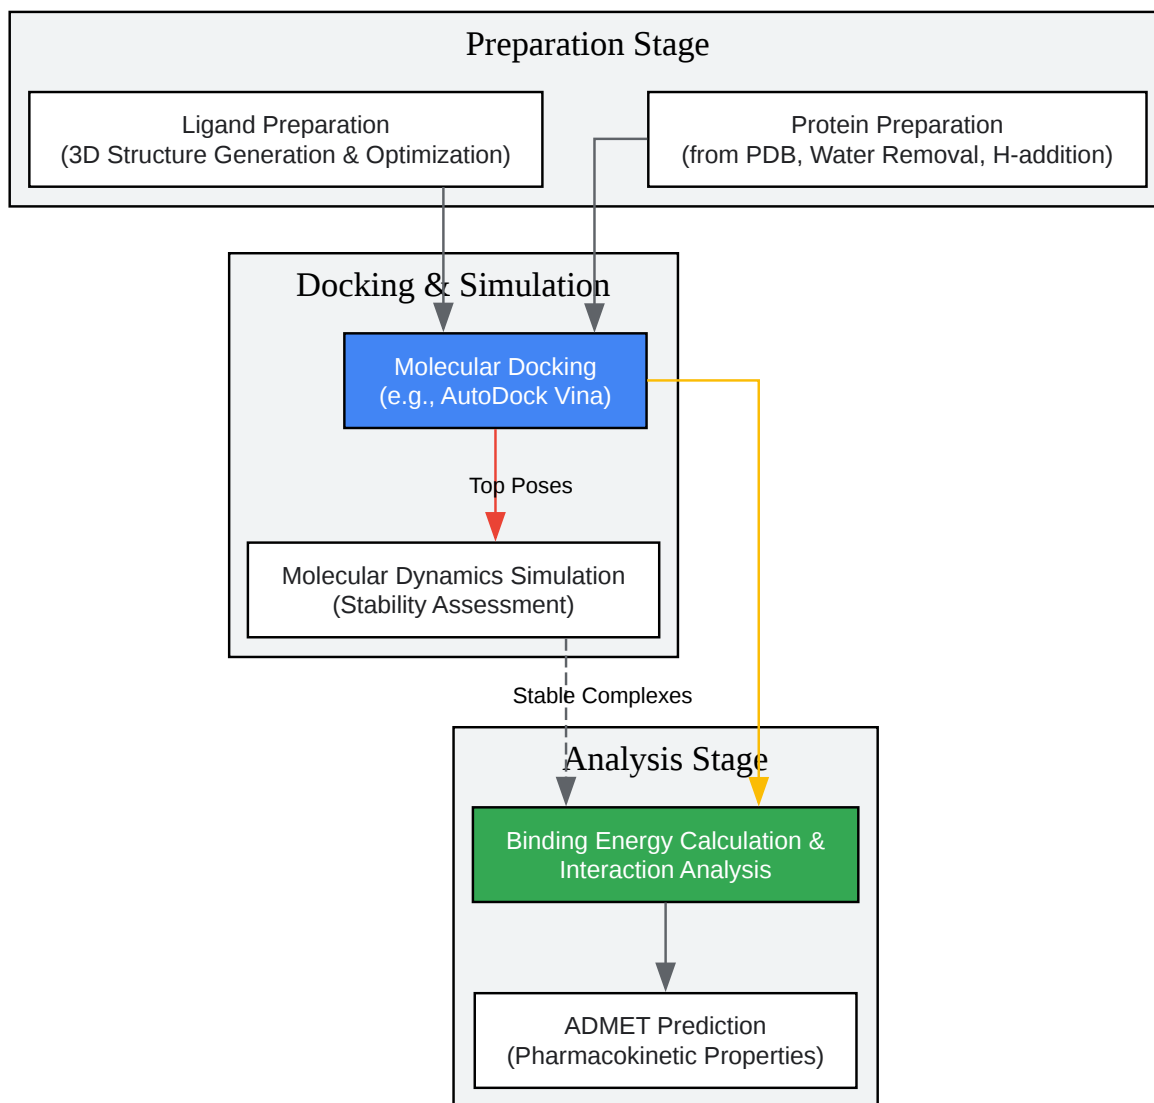 Preparation Stage
Ligand Preparation
(3D Structure Generation & Optimization)
Protein Preparation
(from PDB, Water Removal, H-addition)
Docking & Simulation
Molecular Docking
(e.g., AutoDock Vina)
Top Poses
Molecular Dynamics Simulation
(Stability Assessment)
Stable Complexes
Analysis Stage
Binding Energy Calculation &
Interaction Analysis
ADMET Prediction
(Pharmacokinetic Properties)